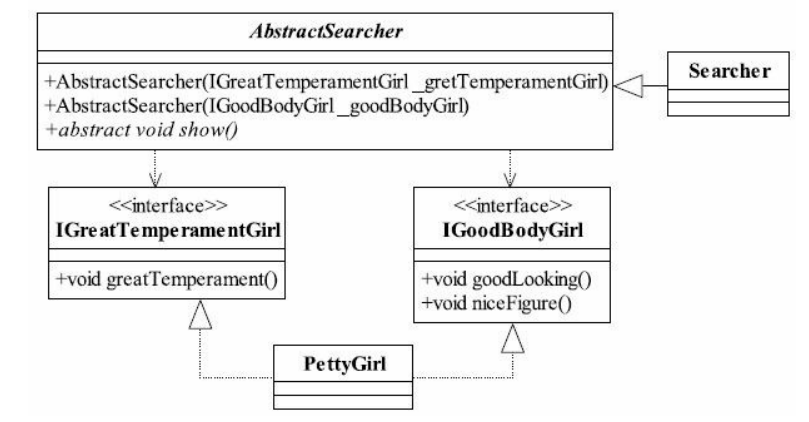 AbstractSearcher
+AbstractSearcher(IGreatTemperamentGirl _gretTemperamentGirl)
+AbstractSearcher(IGoodBodyGirl _goodBodyGirl)
+abstract void show()
Searcher
<<interface>>
IGreatTemperamentGirl
+void greatTemperament()
<<interface>>
IGoodBodyGirl
+void goodLooking()
+void niceFigure()
PettyGirl